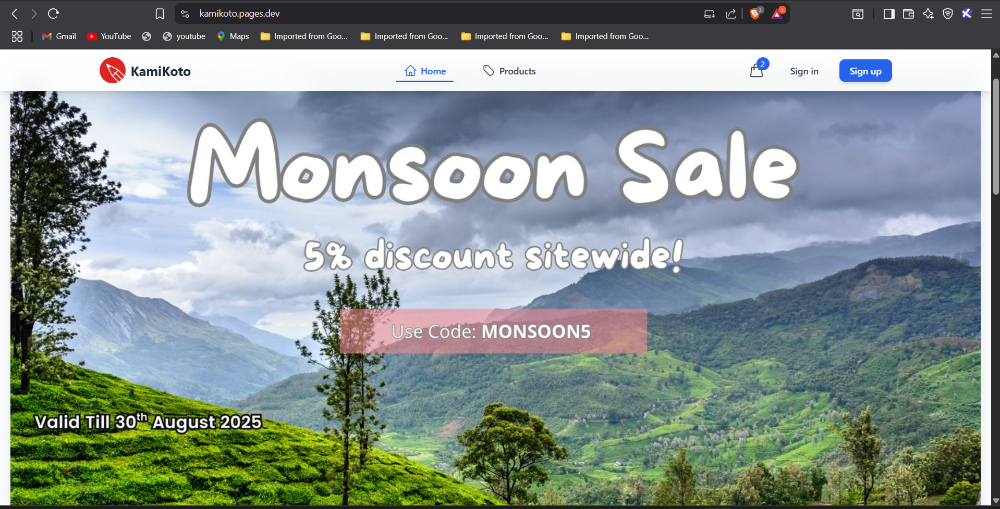 kamikoto.pages.dev
3
1
Gmail
YouTube
youtube
Maps
Imported from Goo...
Imported from Goo...
Imported from Goo...
Imported from Goo...
KamiKoto
Home
Products
2
Sign in
Sign up
Monsoon Sale
5% discount sitewide!
Use Code: MONSOON5
Valid Till 30th August 2025